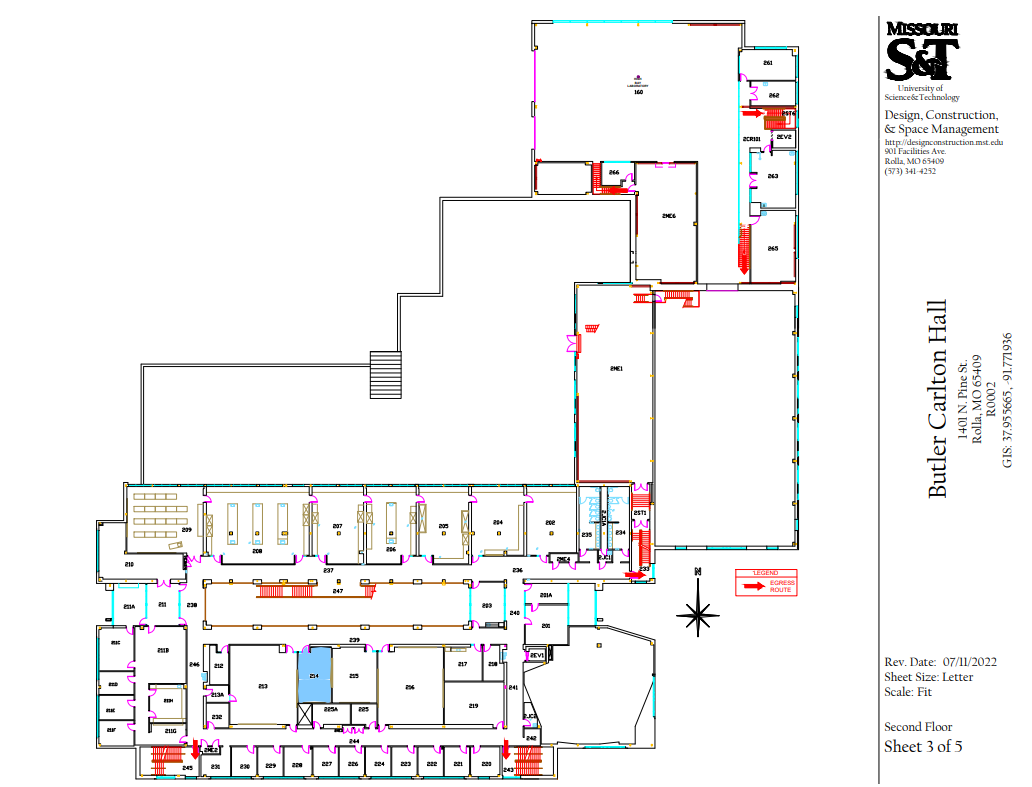 MISSOURI
S&T
University of
Science & Technology
Design, Construction,
& Space Management
http://designconstruction.mst.edu
901 Facilities Ave.
Rolla, MO 65409
(573) 341-4252
Butler Carlton Hall
1401 N. Pine St.
Rolla, MO 65409
R0002
GIS: 37.955665, -91.771936
Rev. Date: 07/11/2022
Sheet Size: Letter
Scale: Fit
Second Floor
Sheet 3 of 5
LEGEND
EGRESS
ROUTE
N
261
LABORATORY
160
262
2ST6
2CR101
2EV2
266
263
2ME6
265
2ME1
209
207
205
204
202
2ST1
208
206
235
234
210
2ME4
2JC1
237
236
233
247
211A
211
238
203
240
201A
201
239
211C
211B
246
212
213
214
215
216
217
218
2EV1
211D
213A
241
211E
211H
232
225A
225
219
211F
211G
242
244
2ME2
245
231
230
229
228
227
226
224
223
222
221
220
243